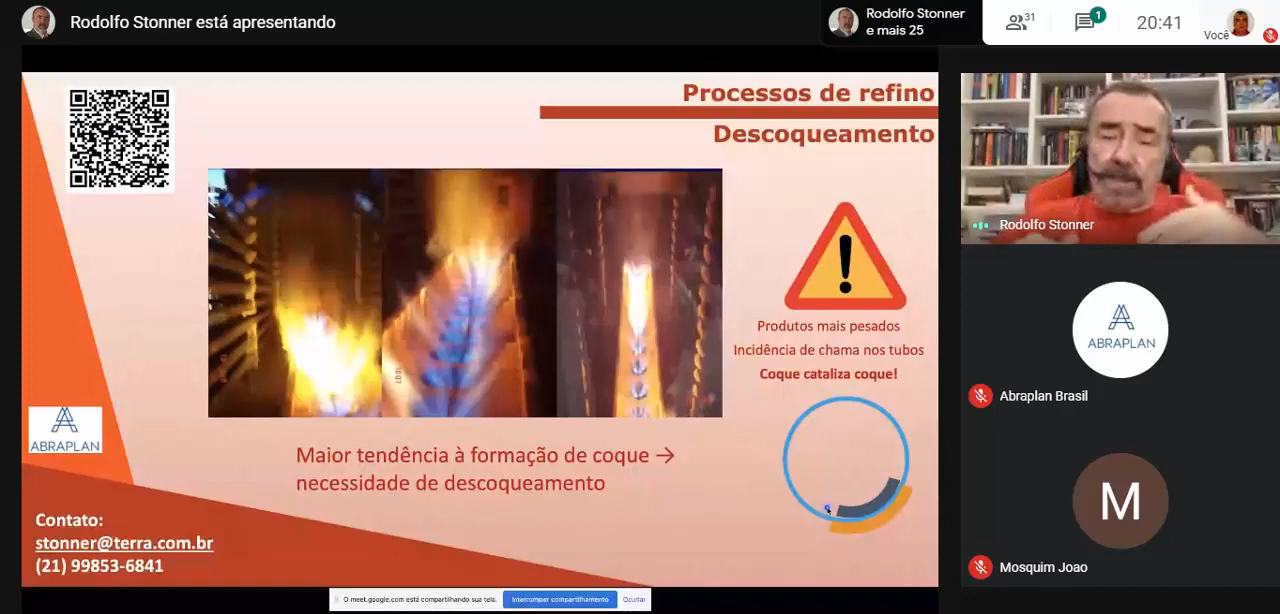 Rodolfo Stonner está apresentando
Rodolfo Stonner
e mais 25
31
1
20:41
Você
Processos de refino
Descoqueamento
Produtos mais pesados
Incidência de chama nos tubos
Coque cataliza coque!
Maior tendência à formação de coque →
necessidade de descoqueamento
ABRAPLAN
Contato:
stonner@terra.com.br
(21) 99853-6841
Rodolfo Stonner
ABRAPLAN
Abraplan Brasil
M
Mosquim Joao
O meet.google.com está compartilhando sua tela.
Interromper compartilhamento
Ocultar